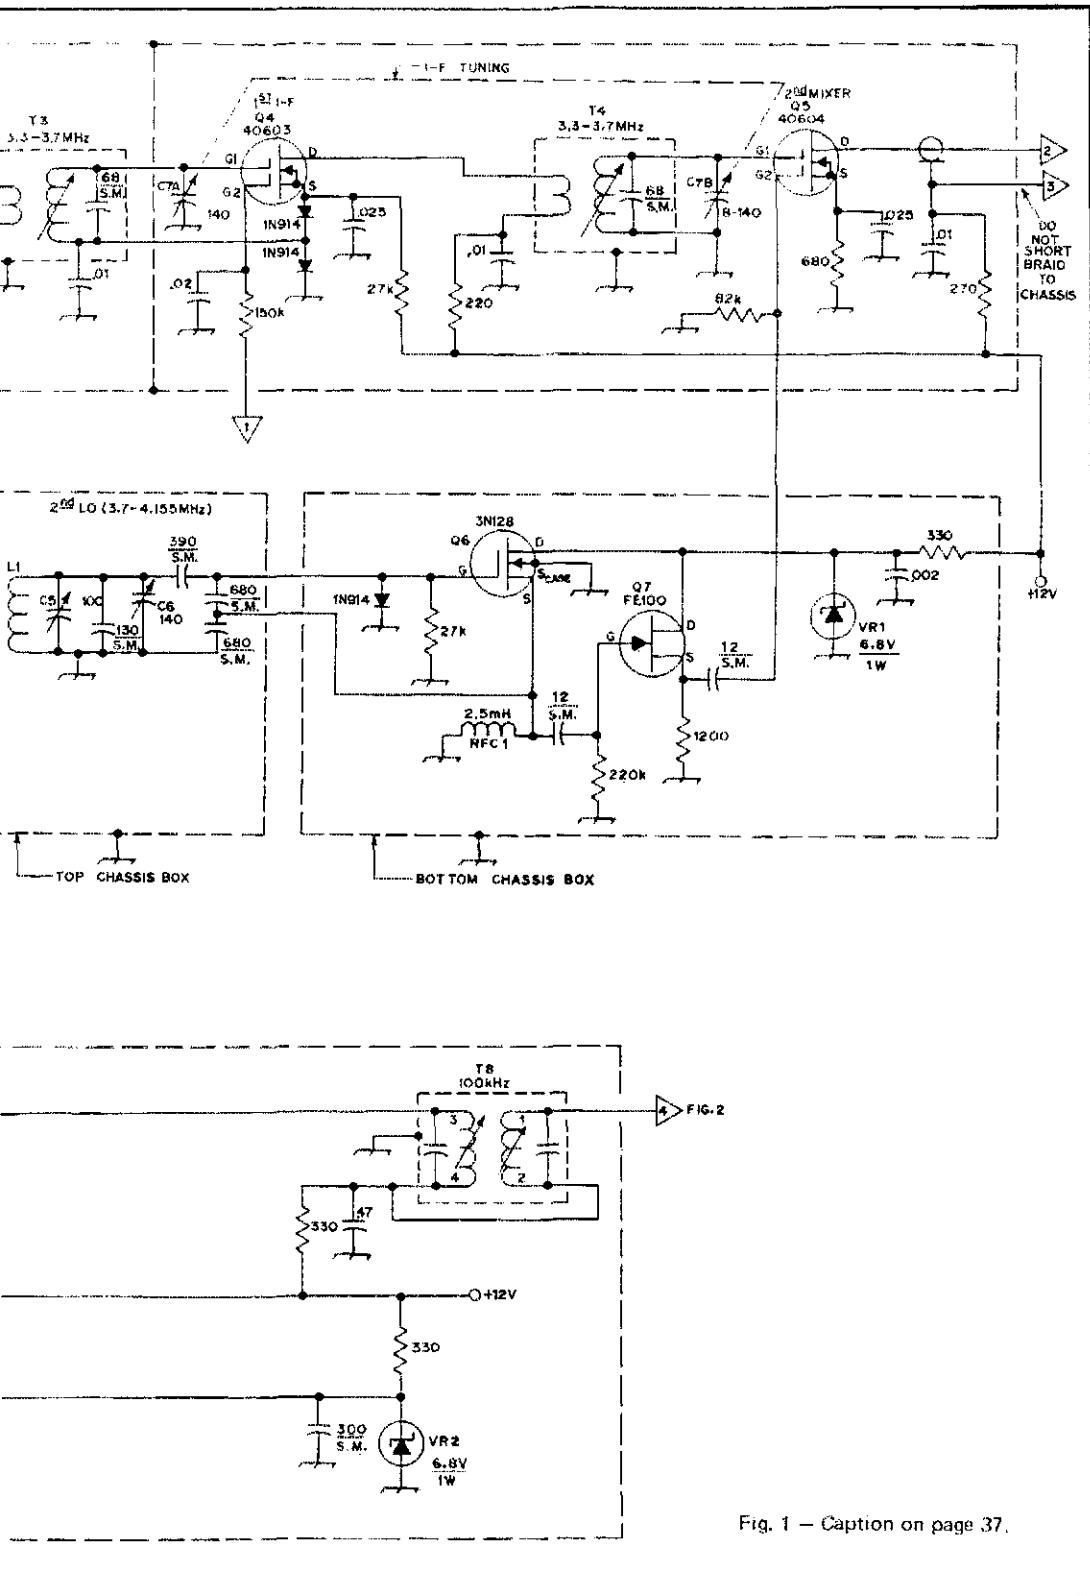 I-F TUNING
1ST I-F
Q4
40603
2nd MIXER
Q5
40604
T3
3.3-3.7MHz
T4
3.3-3.7MHz
G1
D
G2
S
G1
D
G2
S
68
S.M.
C7A
140
1N914
1N914
.025
68
S.M.
C7B
8-140
.025
.01
DO
NOT
SHORT
BRAID
TO
CHASSIS
2
3
.01
.02
150k
27k
.01
220
82k
680
270
1
2nd LO (3.7-4.155MHz)
390
S.M.
L1
C5
100
130
S.M.
C6
140
680
S.M.
680
S.M.
3N128
Q6
D
G
S CASE
S
1N914
27k
Q7
FE100
G
D
S
330
.002
+12V
VR1
6.8V
1W
12
S.M.
12
S.M.
2.5mH
RFC1
1200
220k
TOP CHASSIS BOX
BOTTOM CHASSIS BOX
T8
100kHz
3
1
4
2
4
FIG. 2
330
.47
+12V
330
300
S.M.
VR2
6.8V
1W
Fig. 1 — Caption on page 37.